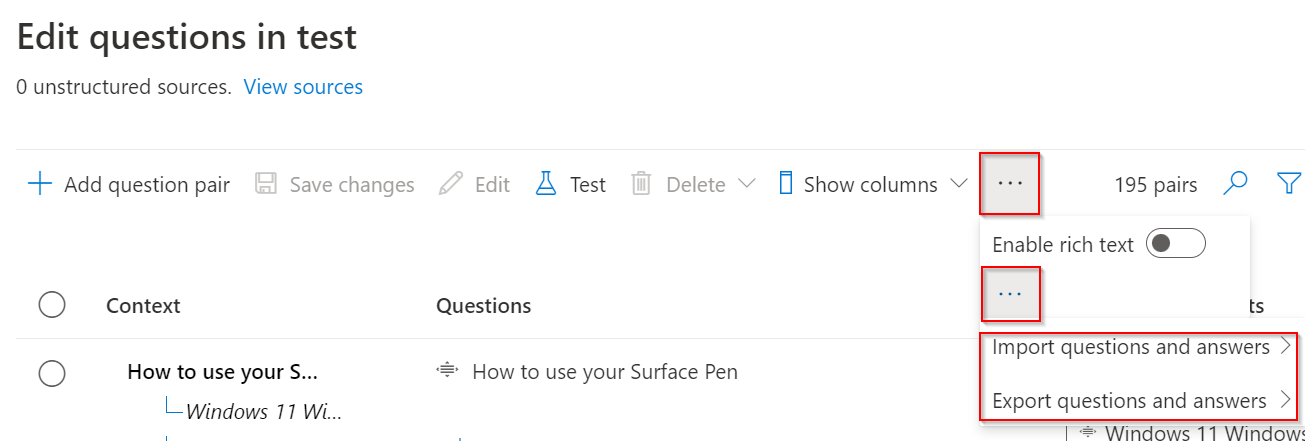 Edit questions in test
0 unstructured sources. View sources
Add question pair Save changes Edit Test Delete Show columns ... 195 pairs
Enable rich text
...
Context Questions ts
Import questions and answers
How to use your S... How to use your Surface Pen
Export questions and answers
Windows 11 Wi...
Windows 11 Windows